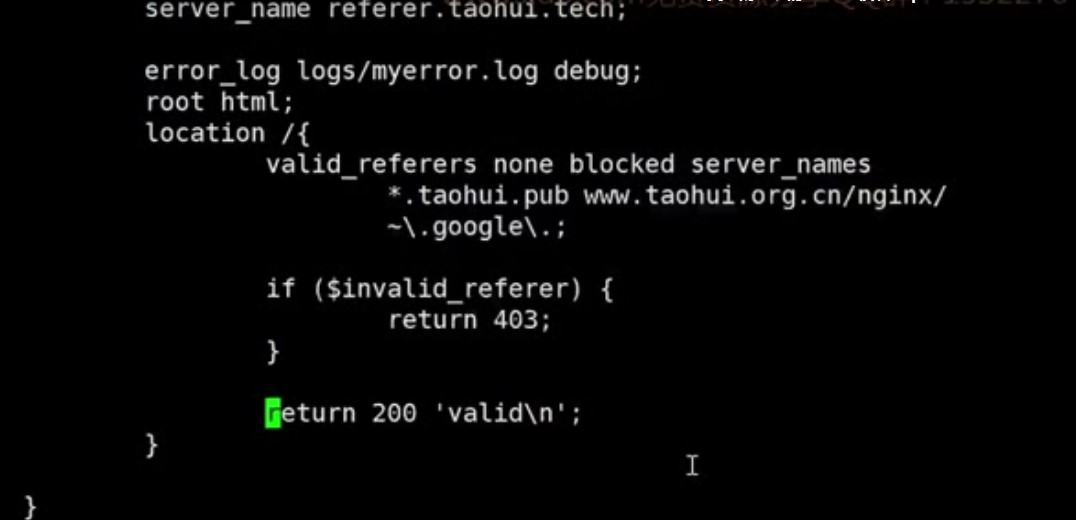 server_name referer.taohui.tech;
error_log logs/myerror.log debug;
root html;
location /{
valid_referers none blocked server_names
*.taohui.pub www.taohui.org.cn/nginx/
~\.google\.;
if ($invalid_referer) {
return 403;
}
return 200 'valid\n';
}
}